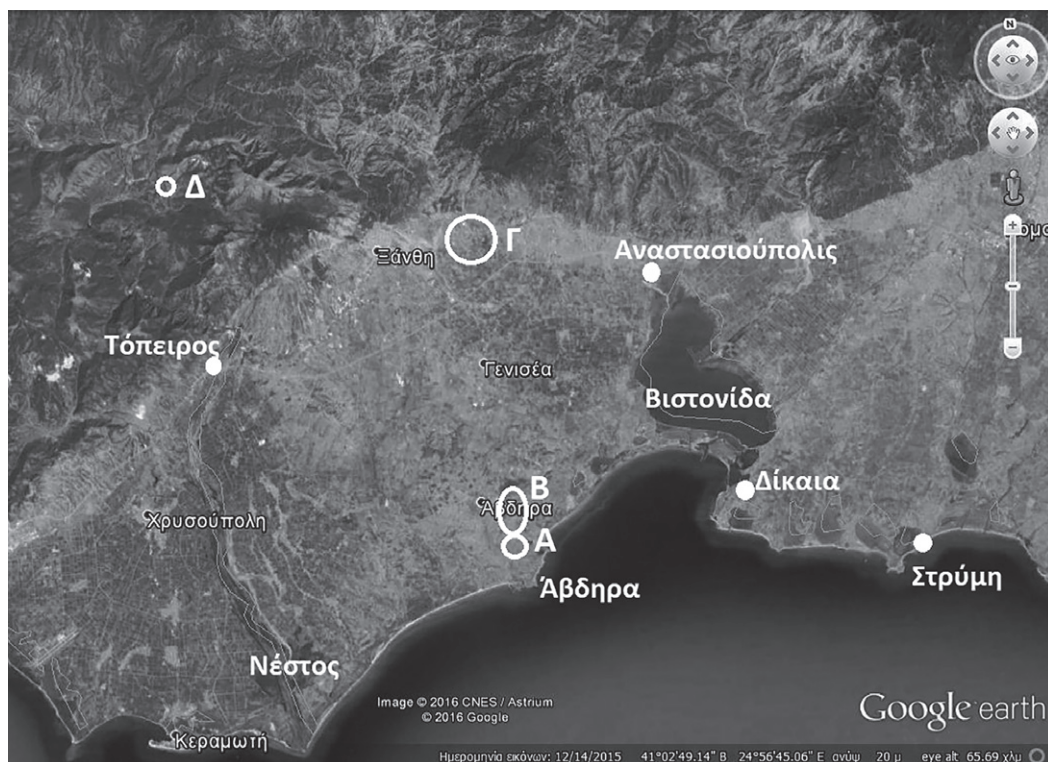 N
Δ
Γ
Ξάνθη
Αναστασιούπολις
Τόπειρος
Γενισέα
Βιστονίδα
Β
Δίκαια
Άβδηρα
Χρυσούπολη
Α
Στρύμη
Άβδηρα
Νέστος
Image © 2016 CNES / Astrium
© 2016 Google
Google earth
Κεραμωτή
Ημερομηνία εικόνων: 12/14/2015 41°02'49.14" Β 24°56'45.06" Ε ανύψ 20 μ eye alt 65.69 χλμ